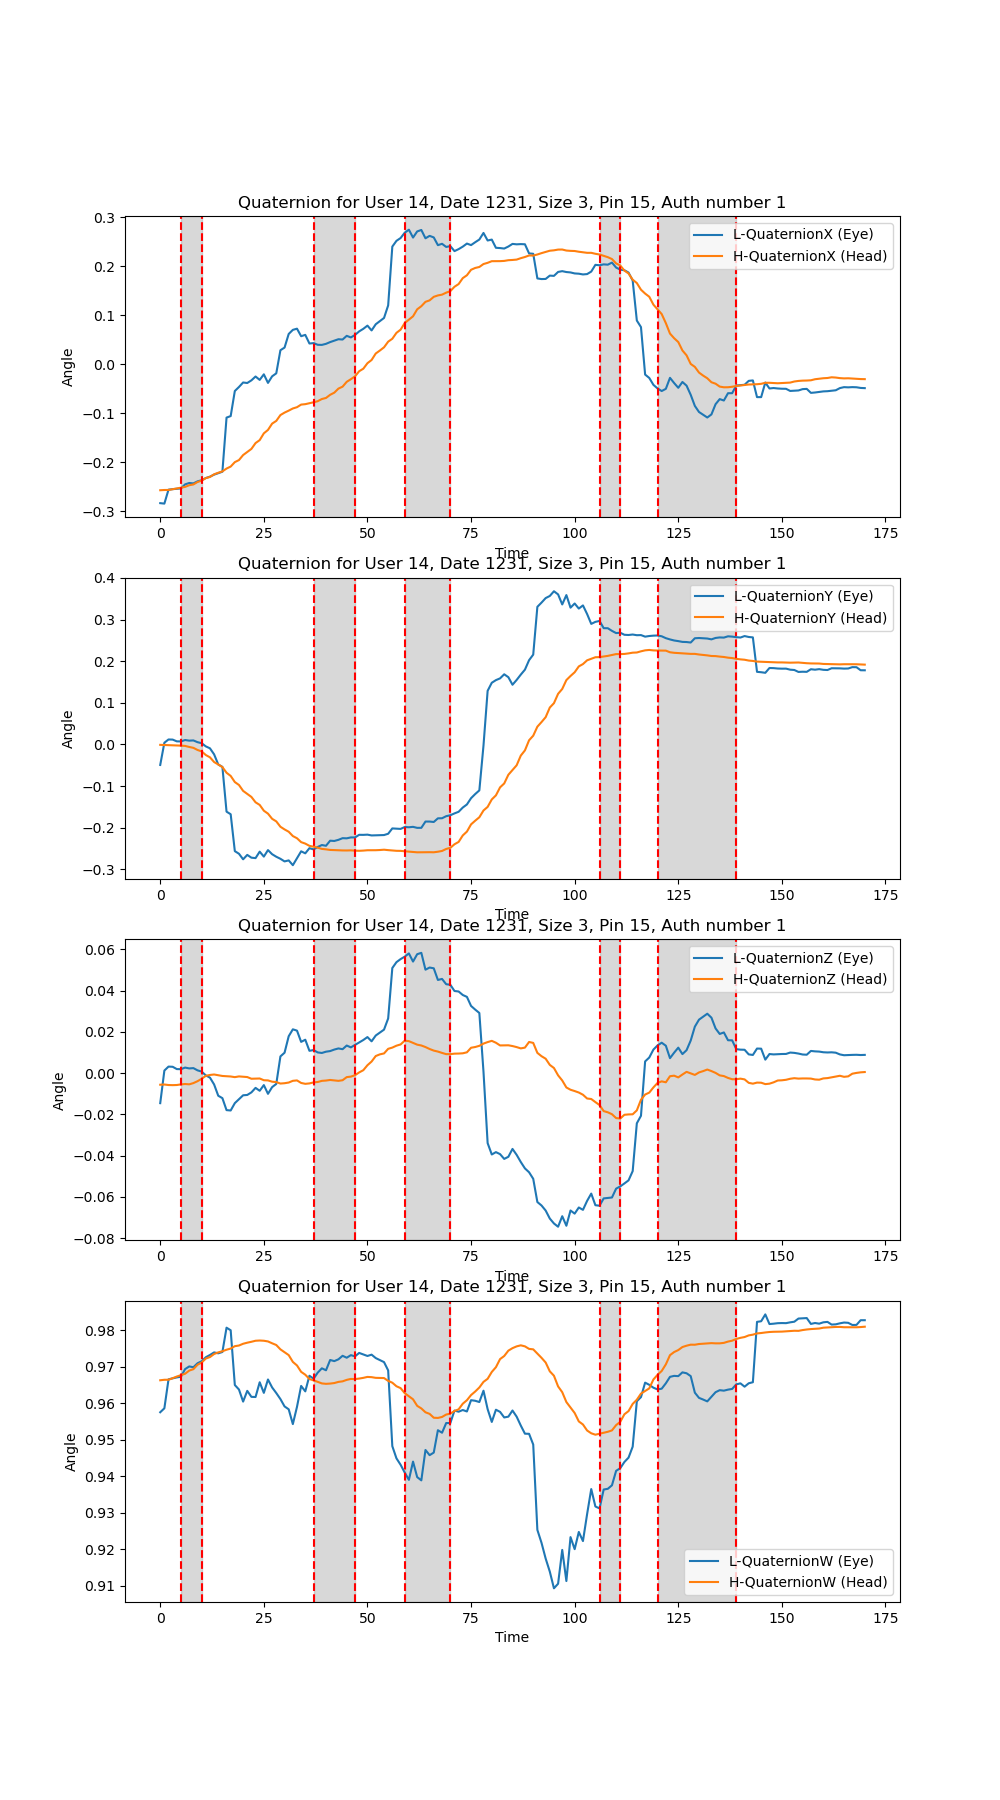 Quaternion for User 14, Date 1231, Size 3, Pin 15, Auth number 1
L-QuaternionX (Eye)
H-QuaternionX (Head)
Angle
0.3
0.2
0.1
0.0
−0.1
−0.2
−0.3
0 25 50 75 100 125 150 175
Time
Quaternion for User 14, Date 1231, Size 3, Pin 15, Auth number 1
L-QuaternionY (Eye)
H-QuaternionY (Head)
Angle
0.4
0.3
0.2
0.1
0.0
−0.1
−0.2
−0.3
0 25 50 75 100 125 150 175
Time
Quaternion for User 14, Date 1231, Size 3, Pin 15, Auth number 1
L-QuaternionZ (Eye)
H-QuaternionZ (Head)
Angle
0.06
0.04
0.02
0.00
−0.02
−0.04
−0.06
−0.08
0 25 50 75 100 125 150 175
Time
Quaternion for User 14, Date 1231, Size 3, Pin 15, Auth number 1
Angle
0.98
0.97
0.96
0.95
0.94
0.93
0.92
0.91
L-QuaternionW (Eye)
H-QuaternionW (Head)
0 25 50 75 100 125 150 175
Time